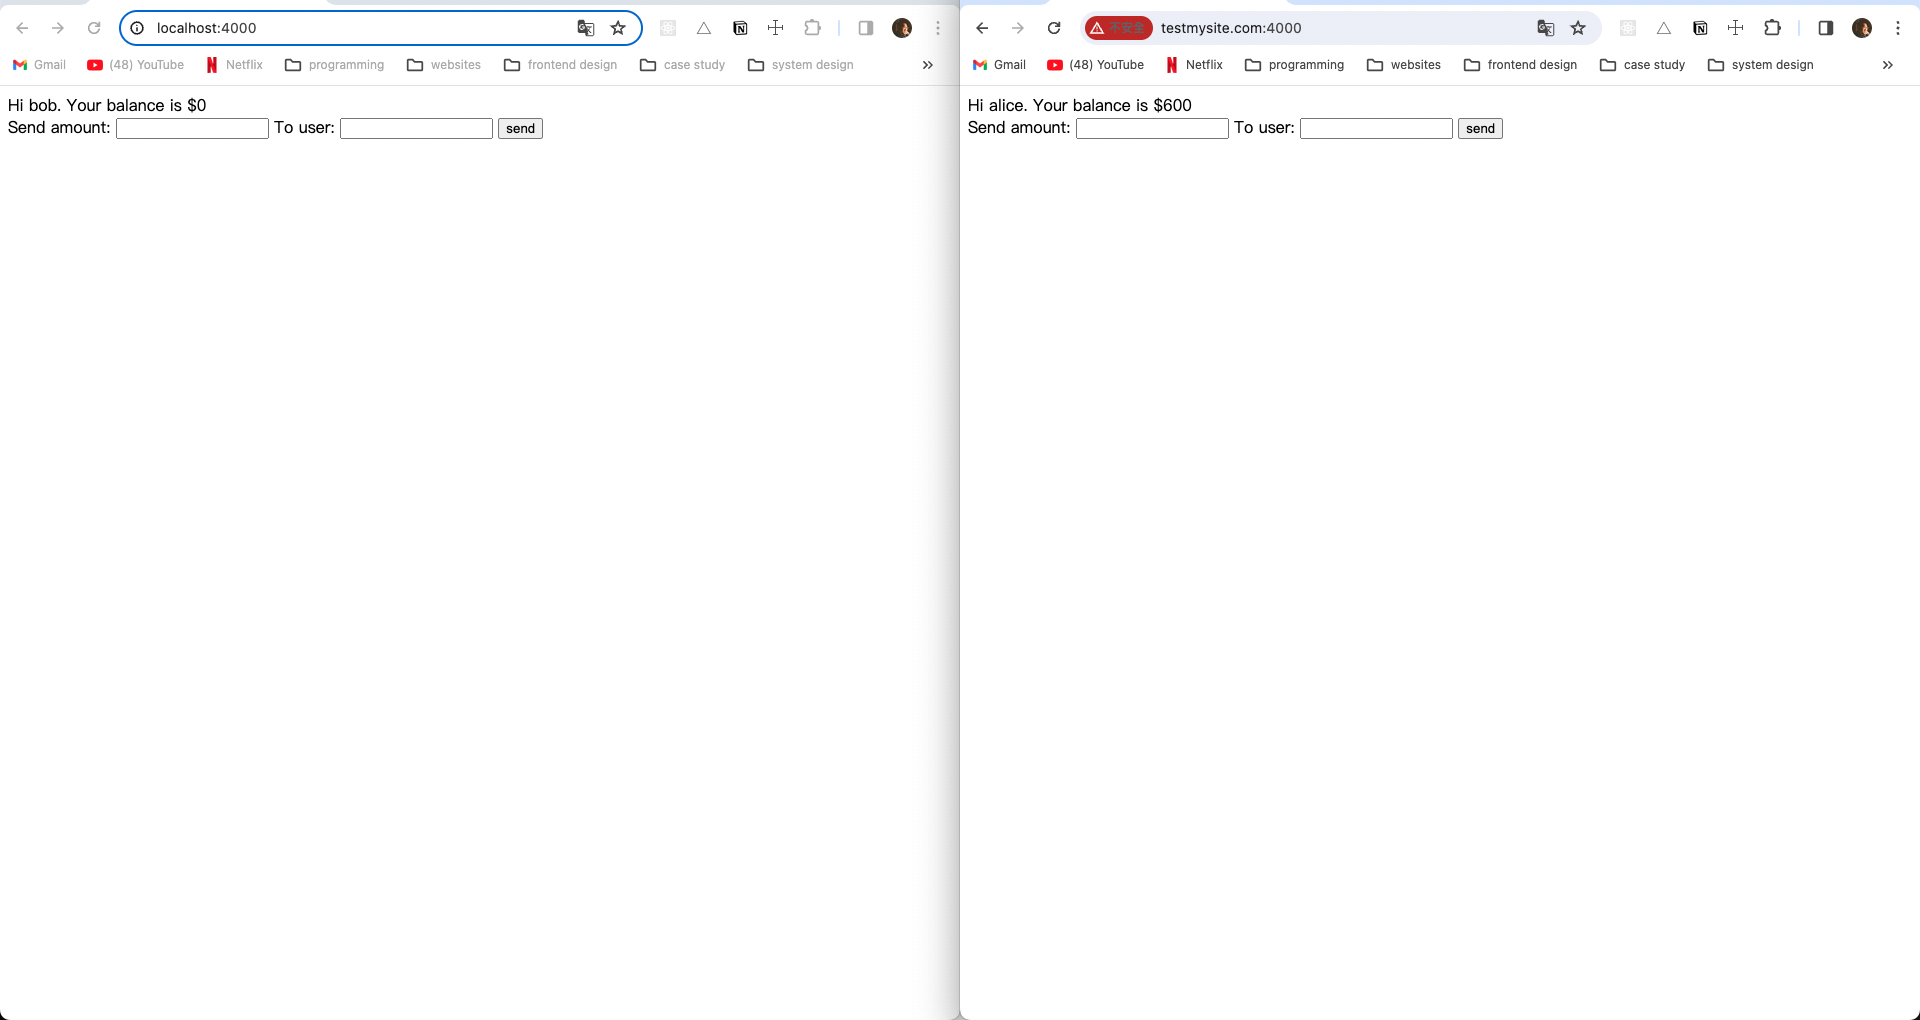 localhost:4000
Gmail (48) YouTube Netflix programming websites frontend design case study system design »
Hi bob. Your balance is $0
Send amount: To user: send
不安全 testmysite.com:4000
Gmail (48) YouTube Netflix programming websites frontend design case study system design »
Hi alice. Your balance is $600
Send amount: To user: send